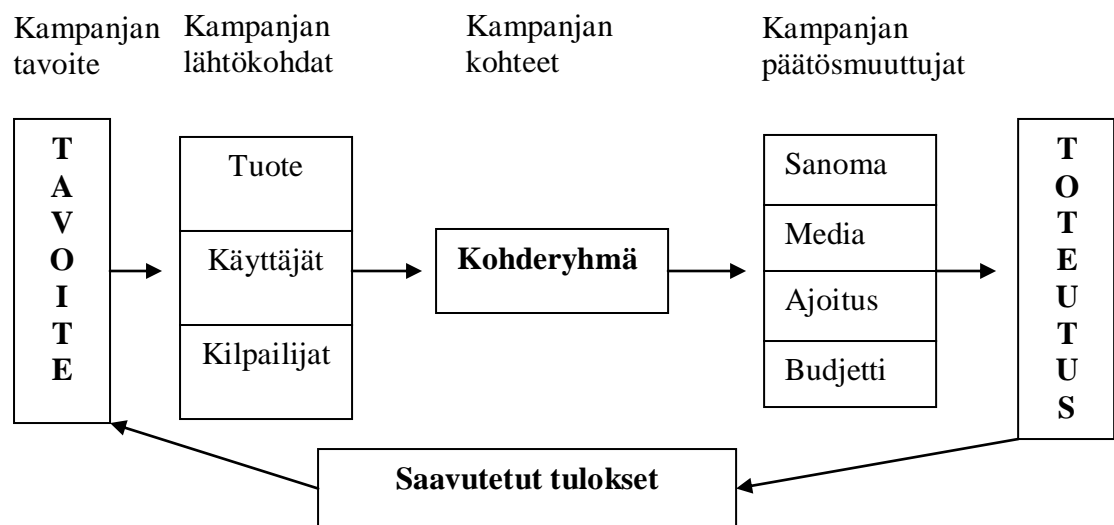 Kampanjan
tavoite
Kampanjan
lähtökohdat
Kampanjan
kohteet
Kampanjan
päätösmuuttujat
T
A
V
O
I
T
E
Tuote
Käyttäjät
Kilpailijat
Kohderyhmä
Sanoma
Media
Ajoitus
Budjetti
T
O
T
E
U
T
U
S
Saavutetut tulokset